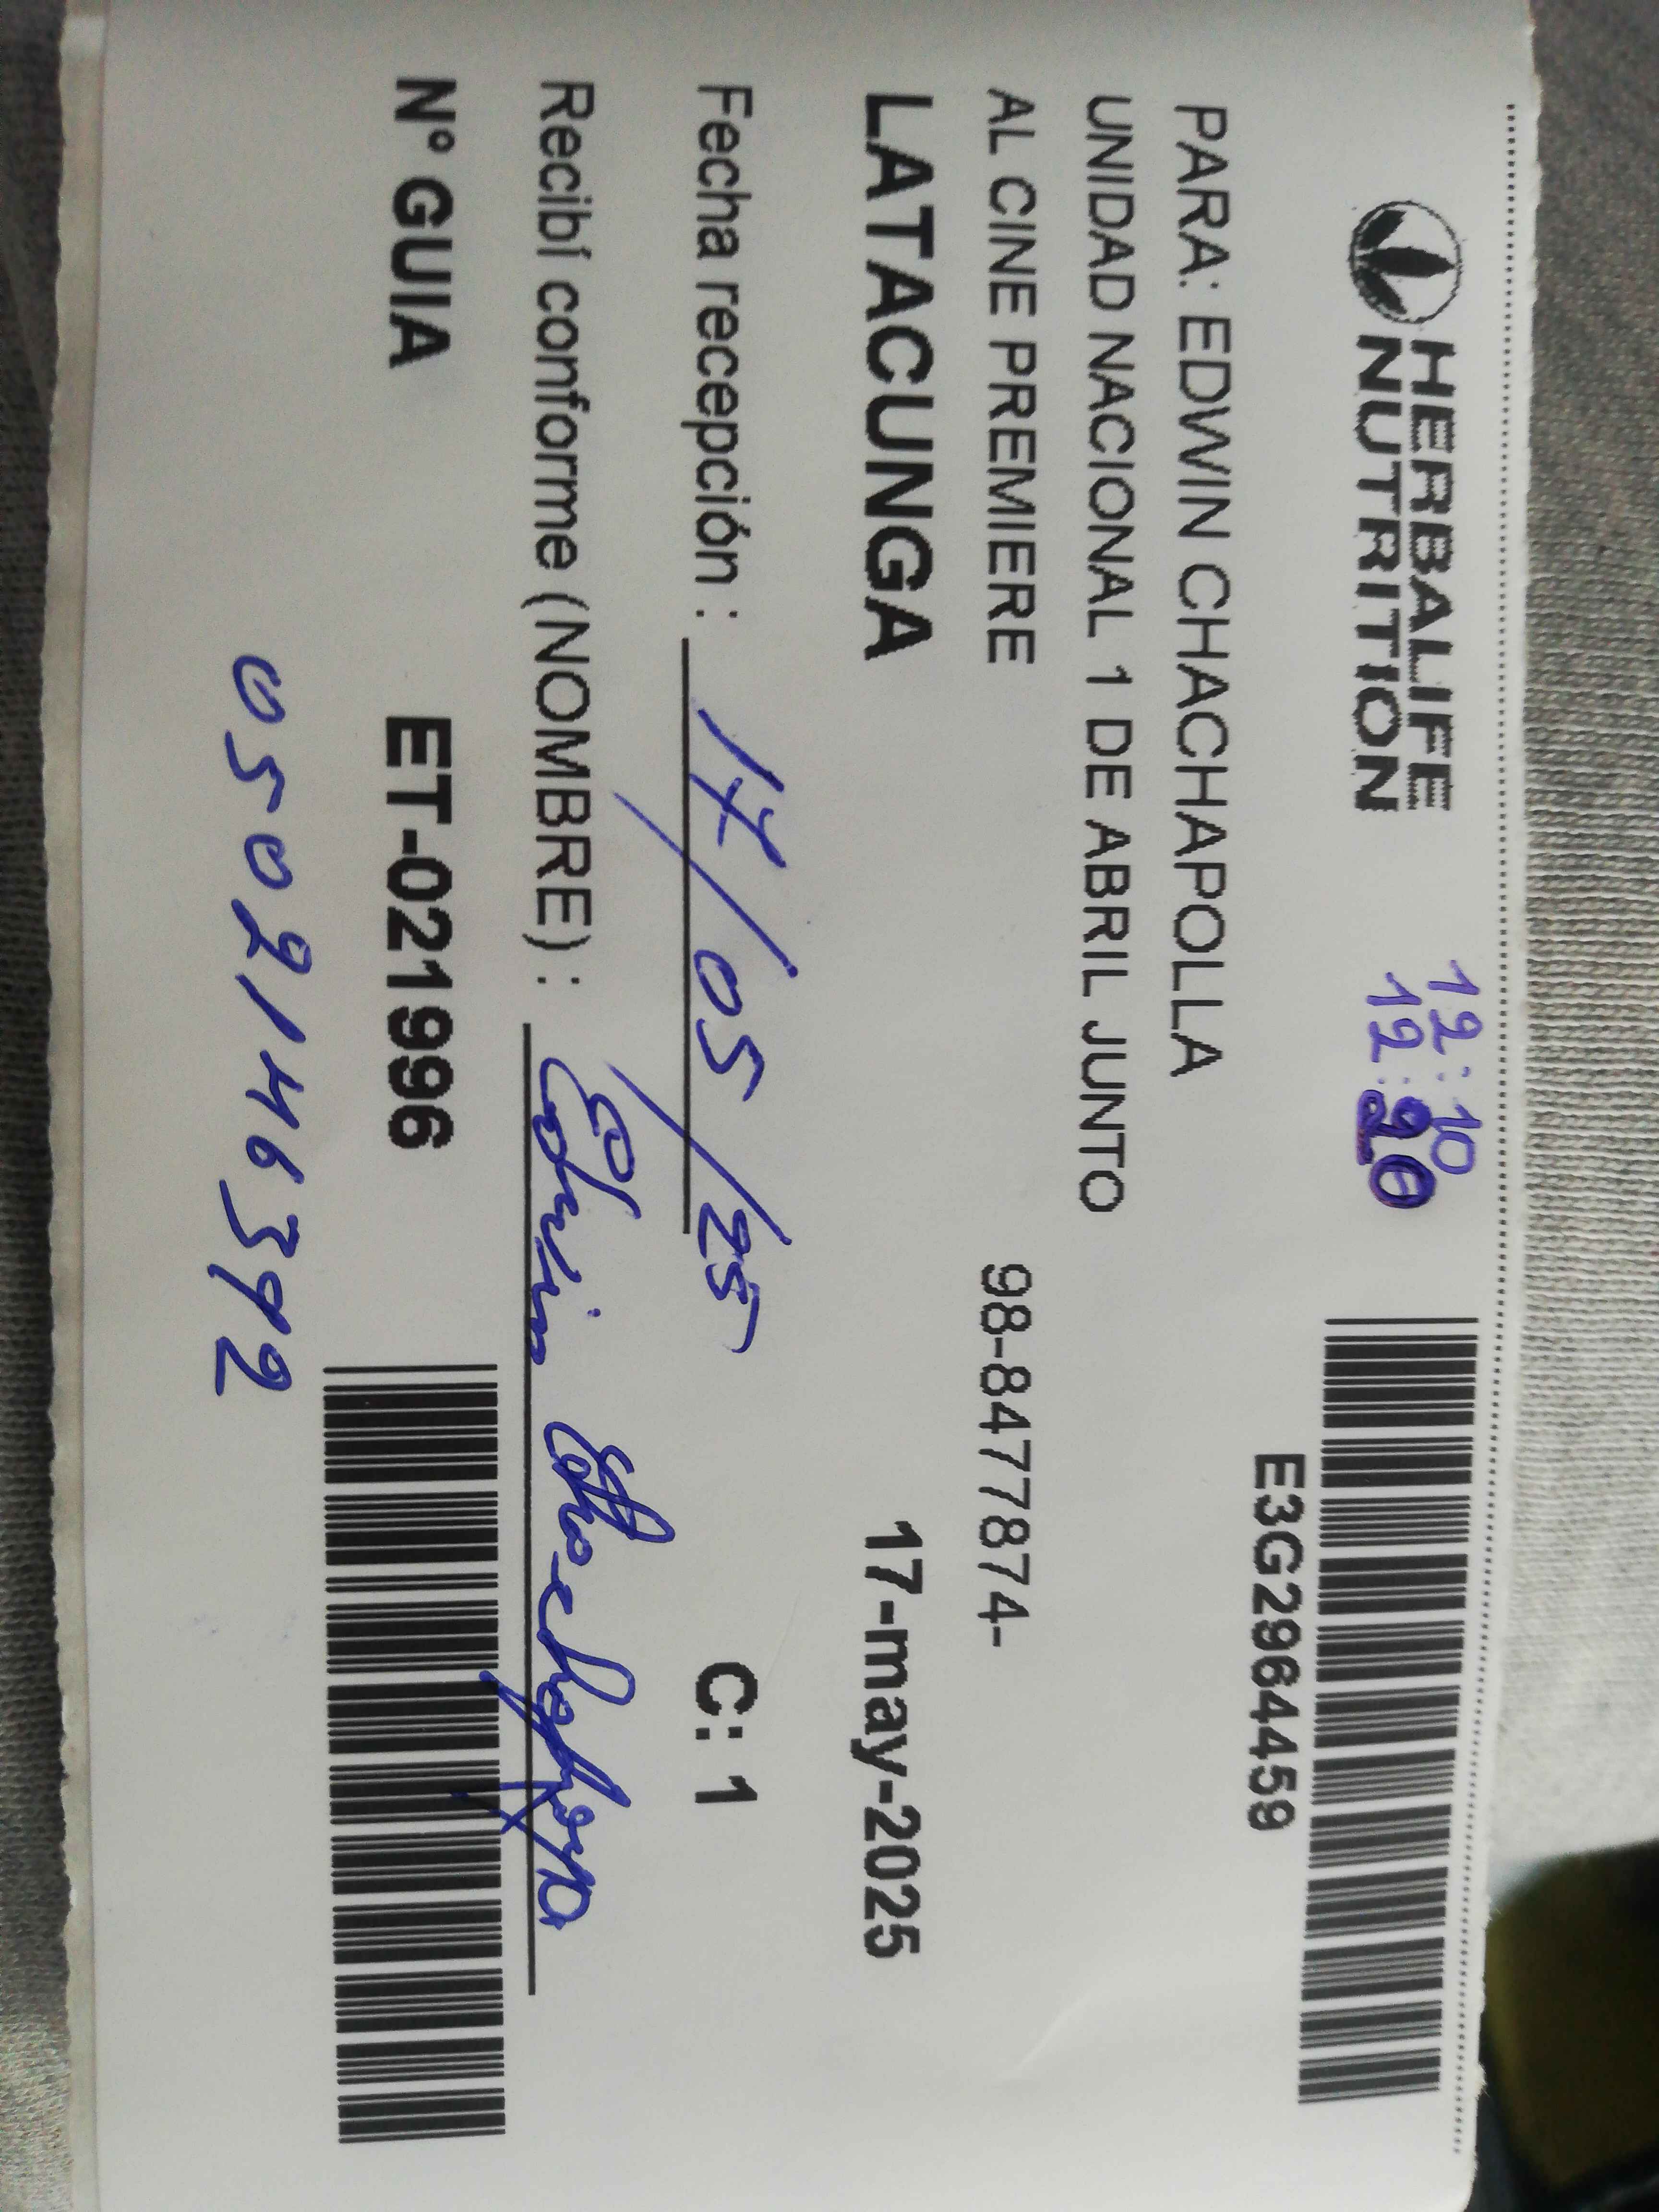 HERBALIFE
NUTRITION
12:10
12:20
E3G2964459
PARA: EDWIN CHACHAPOLLA
UNIDAD NACIONAL 1 DE ABRIL JUNTO
AL CINE PREMIERE 98-8477874-
LATACUNGA 17-may-2025
Fecha recepción : 17/05/25 C: 1
Recibí conforme (NOMBRE) : Edwin
N° GUIA ET-021996
0502146392